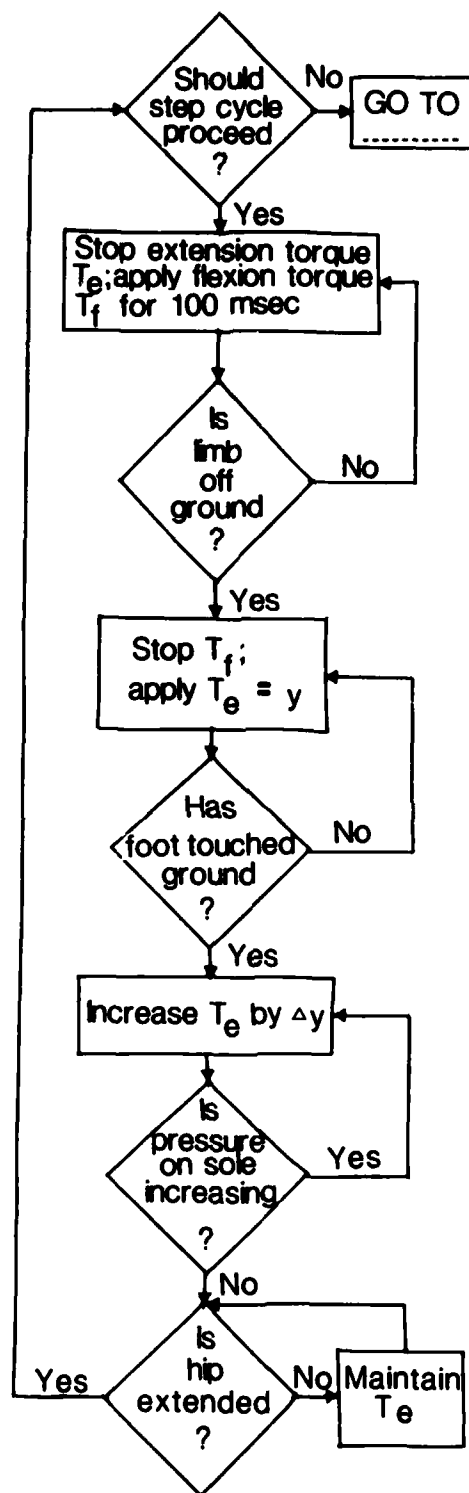 Should
step cycle
proceed
?
No
GO TO
--------
Yes
Stop extension torque
Te;apply flexion torque
Tf for 100 msec
Is
limb
off
ground
?
No
Yes
Stop Tf;
apply Te = y
Has
foot touched
ground
?
No
Yes
Increase Te by △y
Is
pressure
on sole
increasing
?
Yes
No
Is
hip
extended
?
Yes
No
Maintain
Te